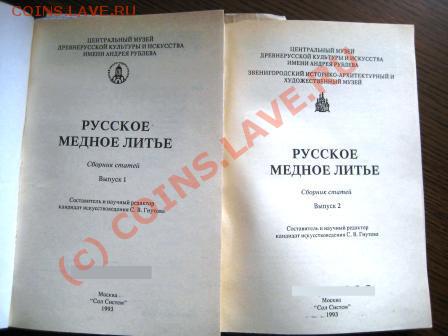 COINS.LAVE.RU
ЦЕНТРАЛЬНЫЙ МУЗЕЙ
ДРЕВНЕРУССКОЙ КУЛЬТУРЫ И ИСКУССТВА
ИМЕНИ АНДРЕЯ РУБЛЕВА
РУССКОЕ
МЕДНОЕ ЛИТЬЕ
Сборник статей
Выпуск 1
Составитель и научный редактор
кандидат искусствоведения С. В. Гнутова
Москва
"Сол Систем"
1993
ЦЕНТРАЛЬНЫЙ МУЗЕЙ
ДРЕВНЕРУССКОЙ КУЛЬТУРЫ И ИСКУССТВА
ИМЕНИ АНДРЕЯ РУБЛЕВА
ЗВЕНИГОРОДСКИЙ ИСТОРИКО-АРХИТЕКТУРНЫЙ И
ХУДОЖЕСТВЕННЫЙ МУЗЕЙ
РУССКОЕ
МЕДНОЕ ЛИТЬЕ
Сборник статей
Выпуск 2
Составитель и научный редактор
кандидат искусствоведения С. В. Гнутова
Москва
"Сол Систем"
1993
(c) COINS.LAVE.RU
COINS.LAVE.RU